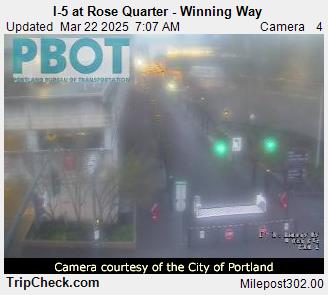 I-5 at Rose Quarter - Winning Way
Updated Mar 22 2025 7:07 AM Camera 4
PBOT
PORTLAND BUREAU OF TRANSPORTATION
Camera courtesy of the City of Portland
TripCheck.com Milepost302.00